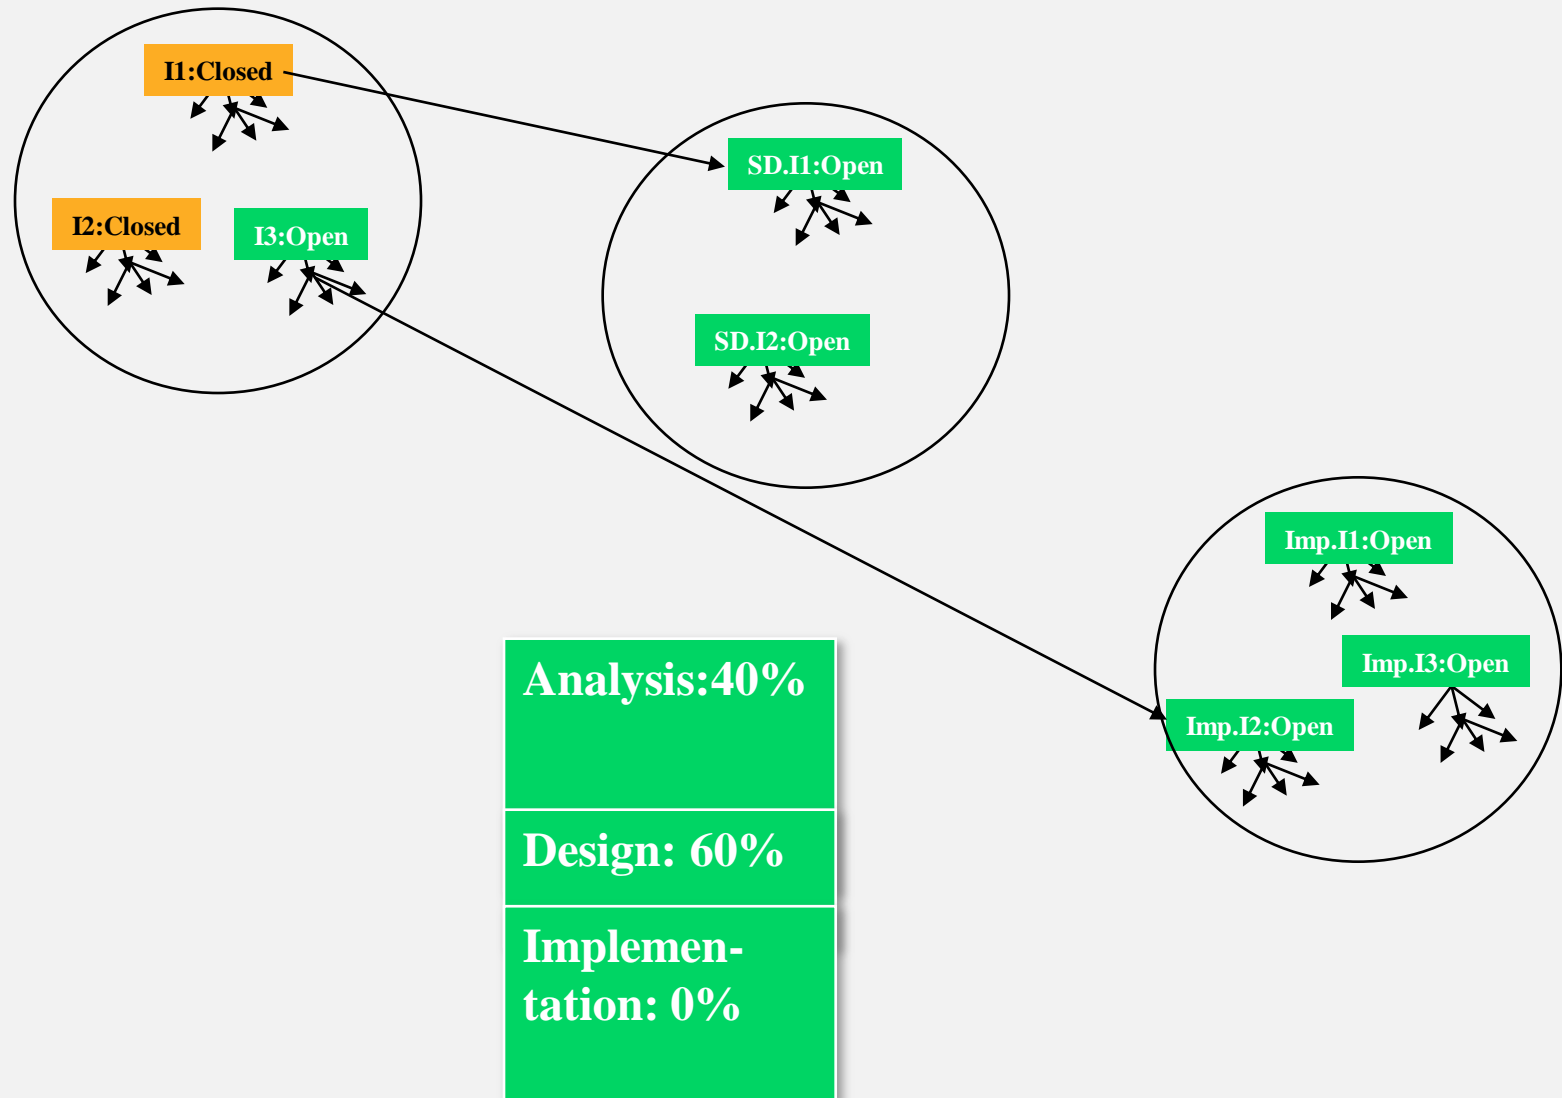 I1:Closed
I2:Closed
I3:Open
SD.I1:Open
SD.I2:Open
Imp.I1:Open
Imp.I3:Open
Imp.I2:Open
Analysis:40%
Design: 60%
Implemen-
tation: 0%